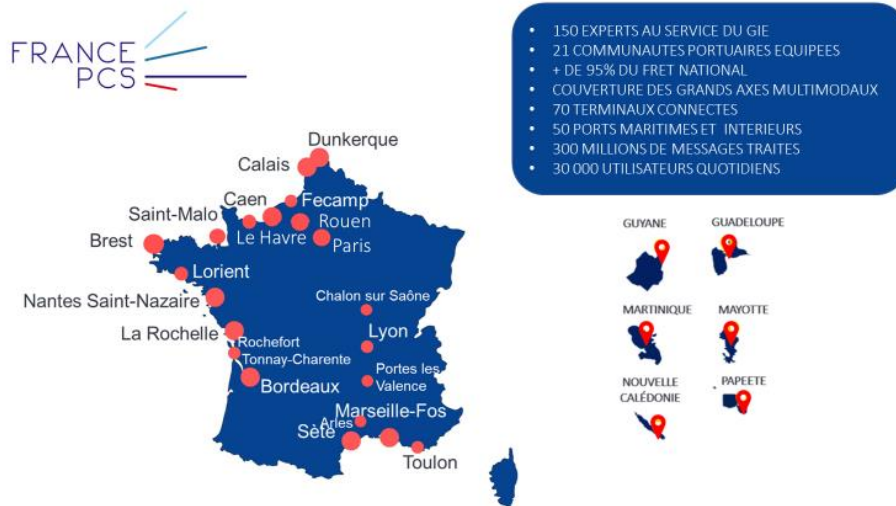 FRANCE
PCS
150 EXPERTS AU SERVICE DU GIE
21 COMMUNAUTES PORTUAIRES EQUIPEES
+ DE 95% DU FRET NATIONAL
COUVERTURE DES GRANDS AXES MULTIMODAUX
70 TERMINAUX CONNECTES
50 PORTS MARITIMES ET INTERIEURS
300 MILLIONS DE MESSAGES TRAITES
30 000 UTILISATEURS QUOTIDIENS
Dunkerque
Calais
Caen
Fecamp
Saint-Malo
Rouen
Le Havre
Paris
Brest
Lorient
Nantes Saint-Nazaire
Chalon sur Saône
La Rochelle
Lyon
Rochefort
Tonnay-Charente
Portes les
Valence
Bordeaux
Marseille-Fos
Arles
Sète
Toulon
GUYANE
GUADELOUPE
MARTINIQUE
MAYOTTE
NOUVELLE
CALÉDONIE
PAPEETE